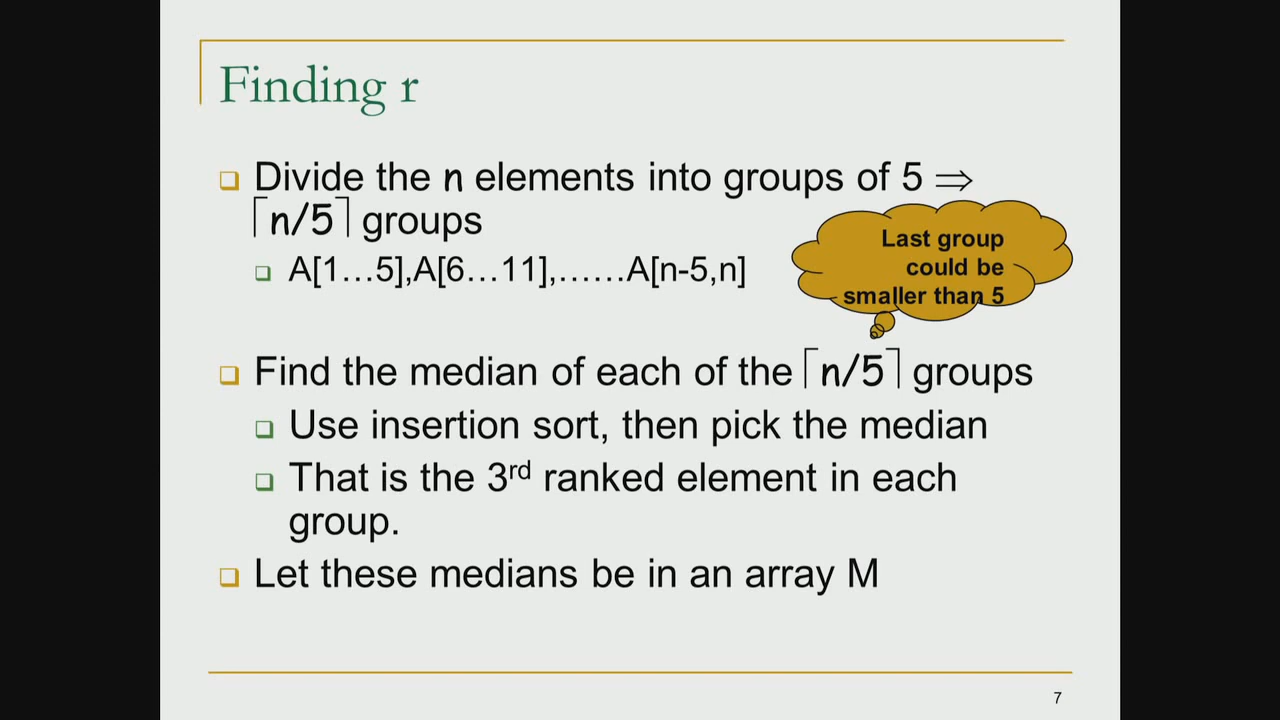 Finding r
Divide the n elements into groups of 5 ⇒
⌈n/5⌉ groups
A[1…5],A[6…11],……A[n-5,n]
Last group
could be
smaller than 5
Find the median of each of the ⌈n/5⌉ groups
Use insertion sort, then pick the median
That is the 3rd ranked element in each
group.
Let these medians be in an array M
7